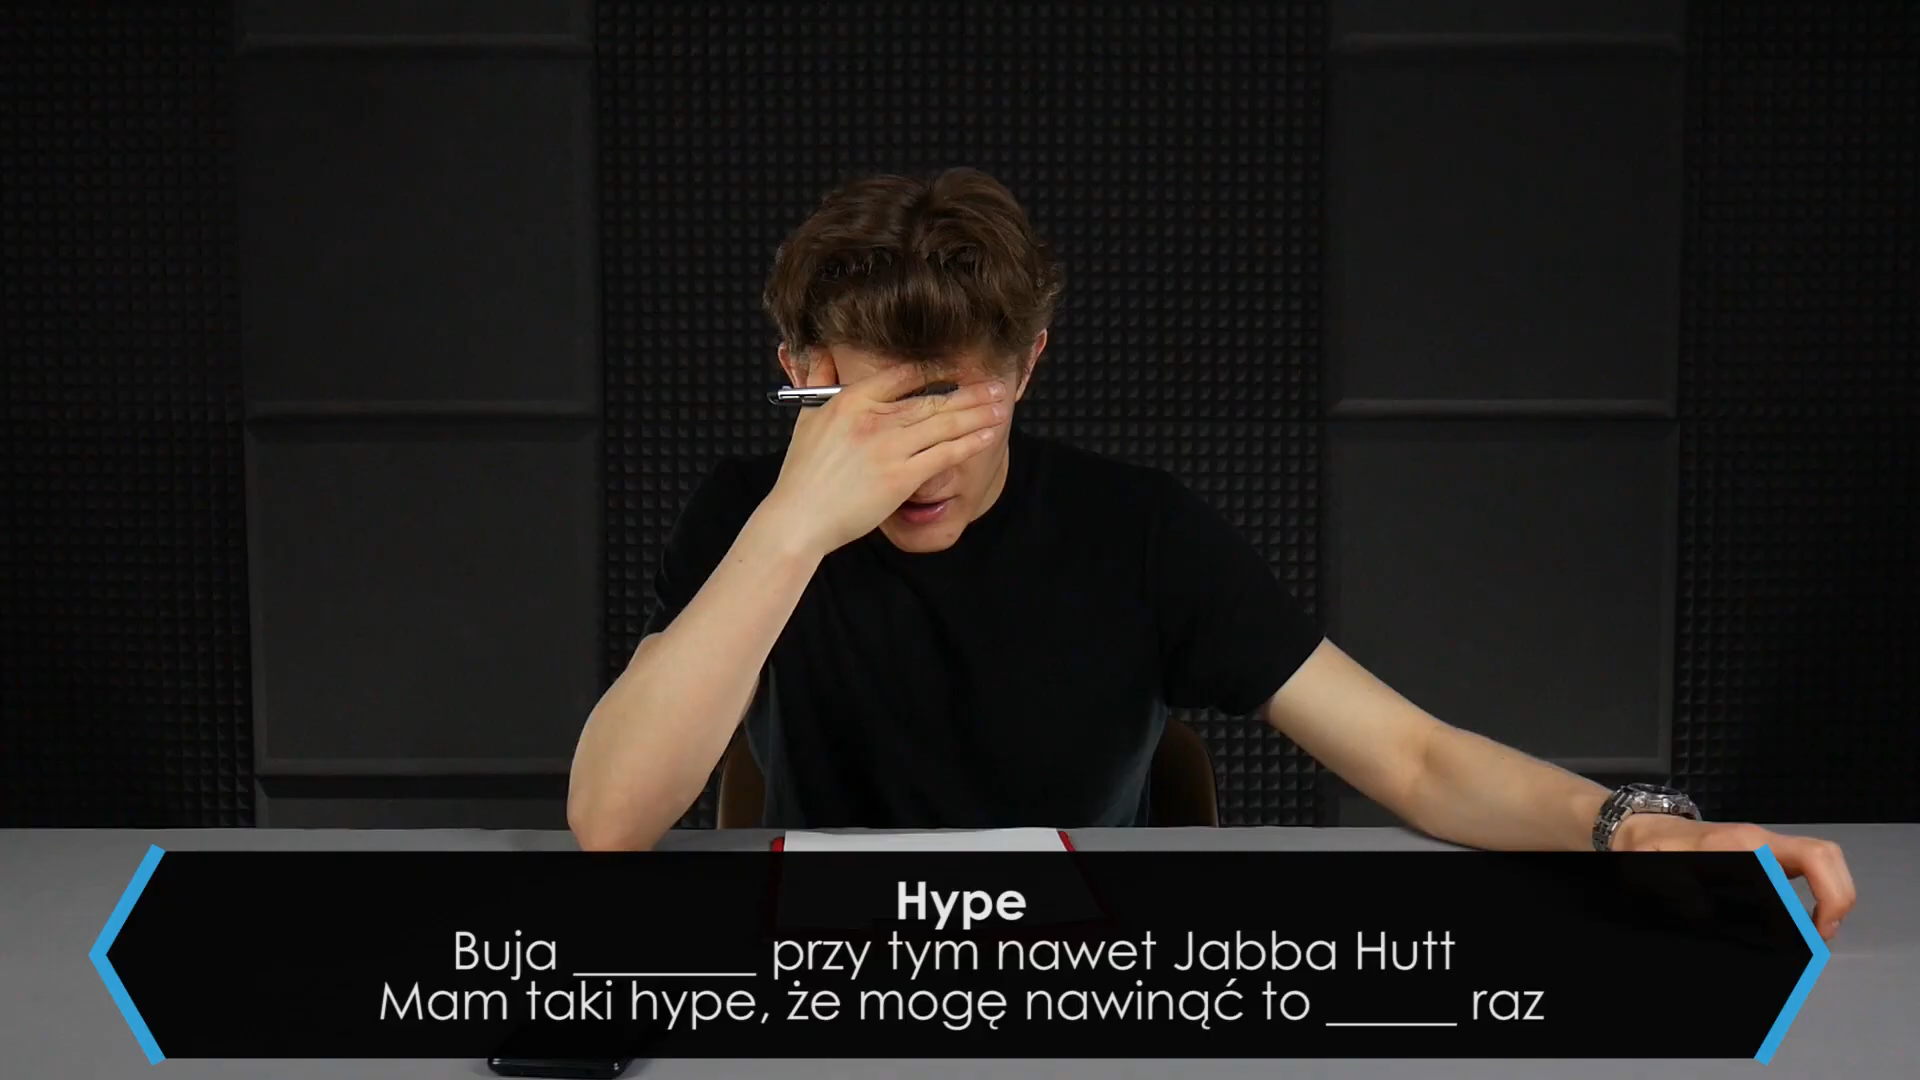 Hype
Buja _______ przy tym nawet Jabba Hutt
Mam taki hype, że mogę nawinąć to _____ raz